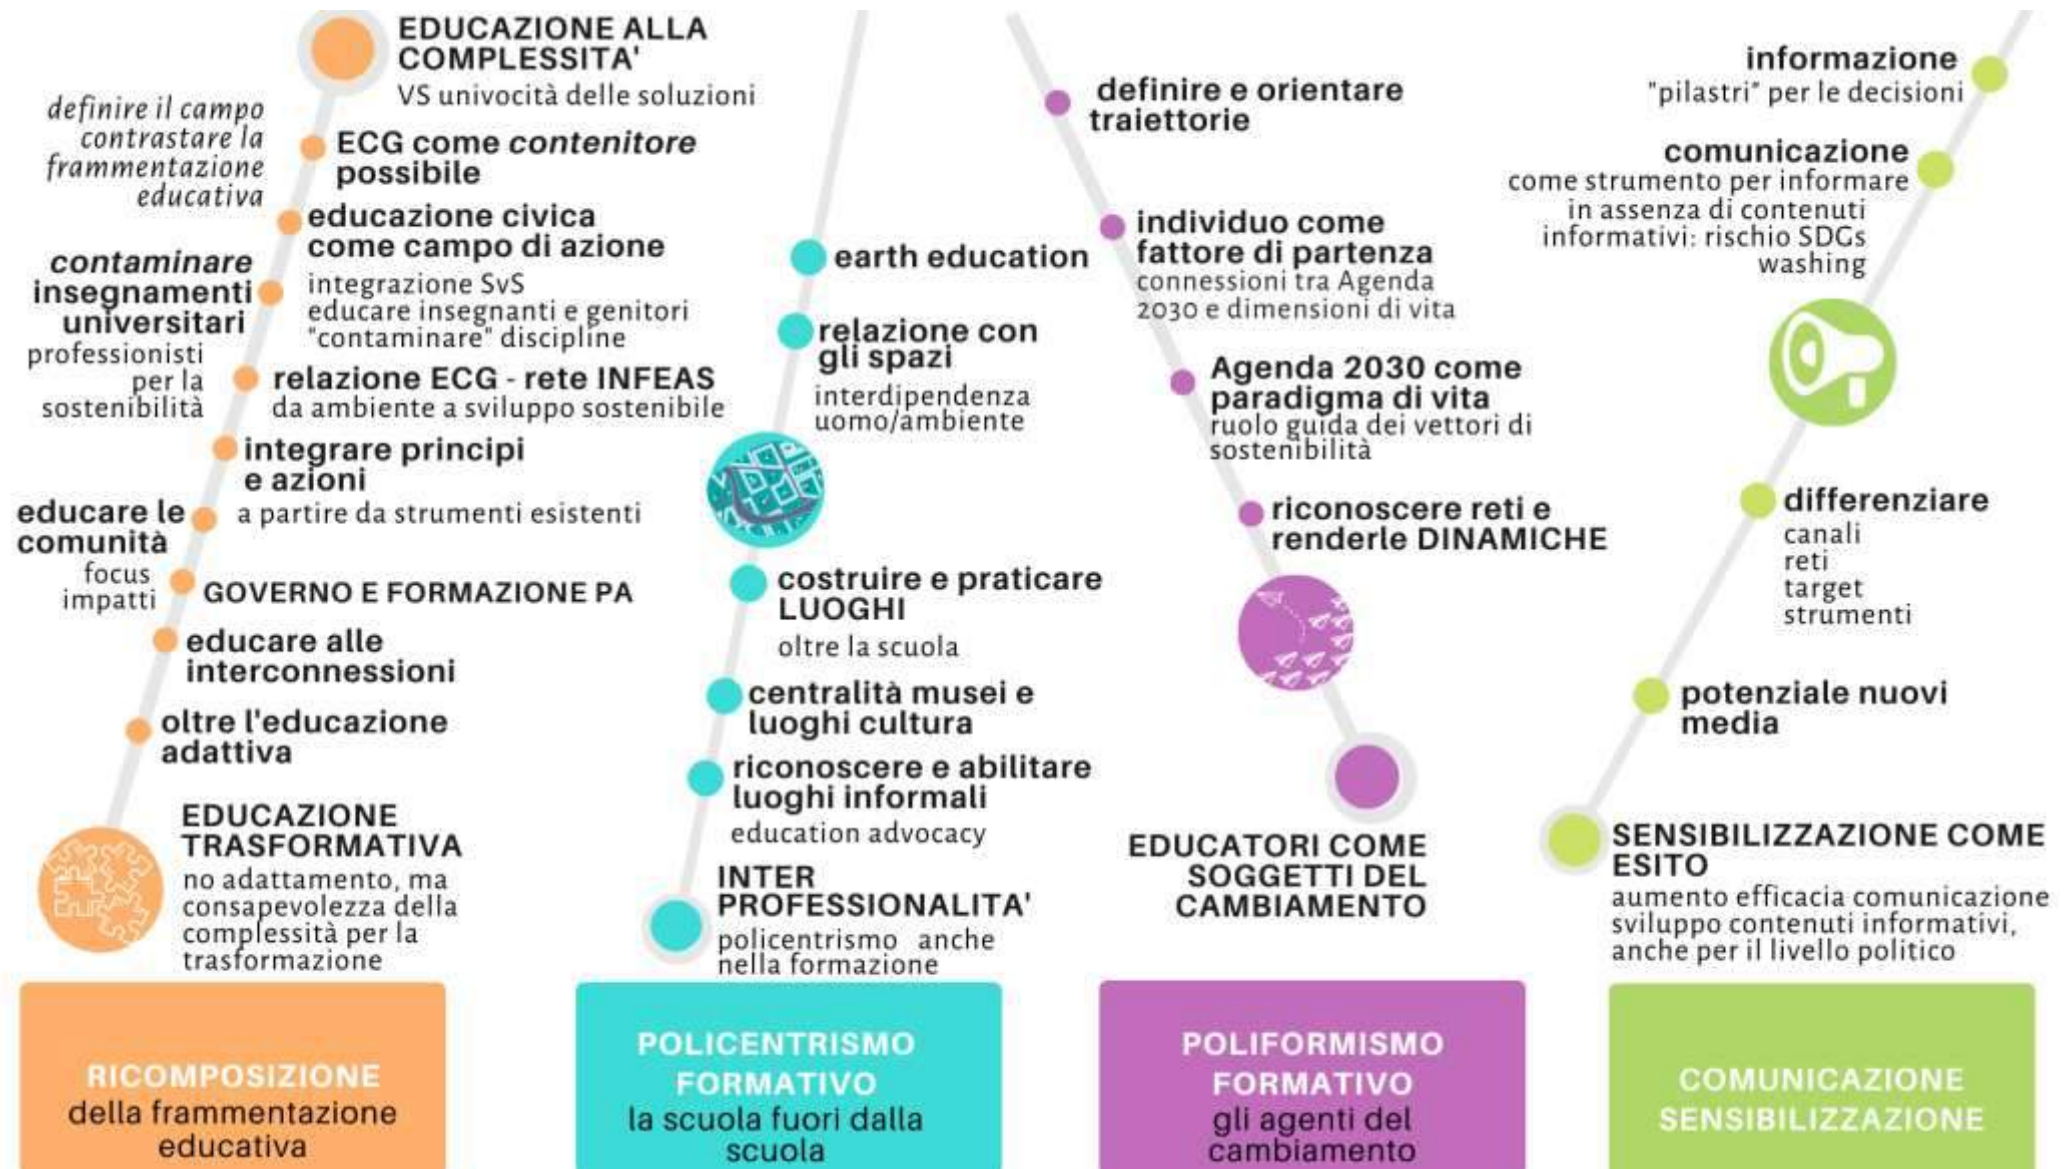 EDUCAZIONE ALLA
COMPLESSITA'
VS univocità delle soluzioni
definire il campo
contrastare la
frammentazione
educativa
ECG come contenitore
possibile
educazione civica
come campo di azione
integrazione SvS
educare insegnanti e genitori
"contaminare" discipline
contaminare
insegnamenti
universitari
professionisti
per la
sostenibilità
relazione ECG - rete INFEAS
da ambiente a sviluppo sostenibile
integrare principi
e azioni
a partire da strumenti esistenti
educare le
comunità
focus
impatti
GOVERNO E FORMAZIONE PA
educare alle
interconnessioni
oltre l'educazione
adattiva
EDUCAZIONE
TRASFORMATIVA
no adattamento, ma
consapevolezza della
complessità per la
trasformazione
RICOMPOSIZIONE
della frammentazione
educativa
earth education
relazione con
gli spazi
interdipendenza
uomo/ambiente
costruire e praticare
LUOGHI
oltre la scuola
centralità musei e
luoghi cultura
riconoscere e abilitare
luoghi informali
education advocacy
INTER
PROFESSIONALITA'
policentrismo anche
nella formazione
POLICENTRISMO
FORMATIVO
la scuola fuori dalla
scuola
definire e orientare
traiettorie
individuo come
fattore di partenza
connessioni tra Agenda
2030 e dimensioni di vita
Agenda 2030 come
paradigma di vita
ruolo guida dei vettori di
sostenibilità
riconoscere reti e
renderle DINAMICHE
EDUCATORI COME
SOGGETTI DEL
CAMBIAMENTO
POLIFORMISMO
FORMATIVO
gli agenti del
cambiamento
informazione
"pilastri" per le decisioni
comunicazione
come strumento per informare
in assenza di contenuti
informativi: rischio SDGs
washing
differenziare
canali
reti
target
strumenti
potenziale nuovi
media
SENSIBILIZZAZIONE COME
ESITO
aumento efficacia comunicazione
sviluppo contenuti informativi,
anche per il livello politico
COMUNICAZIONE
SENSIBILIZZAZIONE